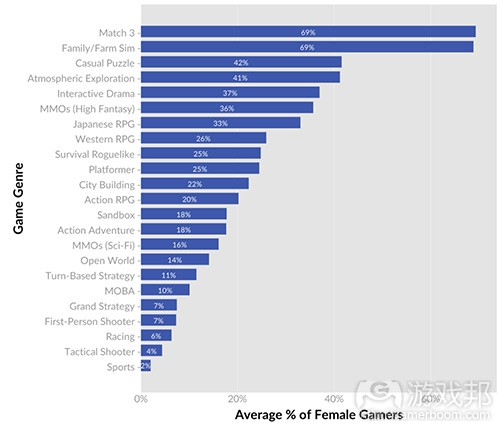 Match 3 69%
Family/Farm Sim 69%
Casual Puzzle 42%
Atmospheric Exploration 41%
Interactive Drama 37%
MMOs (High Fantasy) 36%
Japanese RPG 33%
Western RPG 26%
Survival Roguelike 25%
Platformer 25%
City Building 22%
Action RPG 20%
Sandbox 18%
Action Adventure 18%
MMOs (Sci-Fi) 16%
Open World 14%
Turn-Based Strategy 11%
MOBA 10%
Grand Strategy 7%
First-Person Shooter 7%
Racing 6%
Tactical Shooter 4%
Sports 2%
Game Genre
0% 20% 40% 60%
Average % of Female Gamers
游戏邦
gamerboom.com